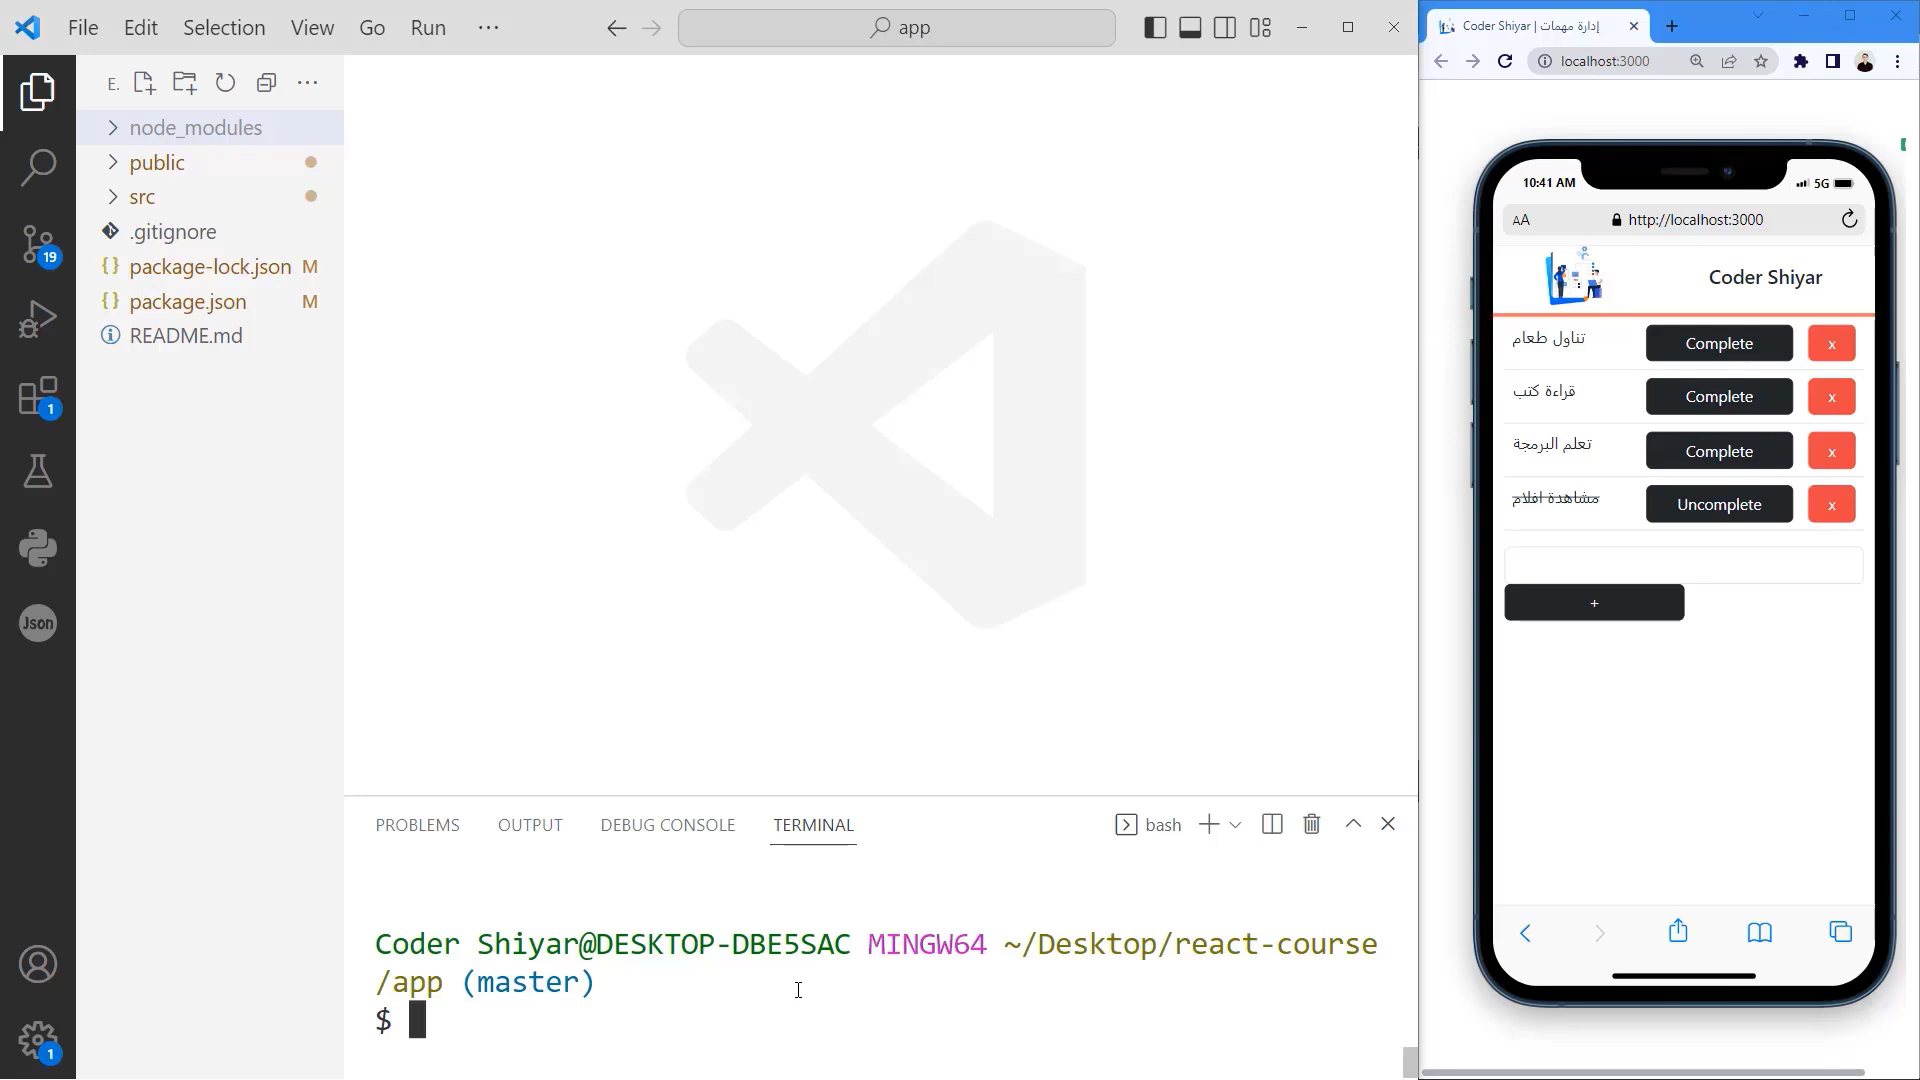 File Edit Selection View Go Run ··· app
E.
node_modules
public
src
.gitignore
package-lock.json M
package.json M
README.md
19
1
Json
1
PROBLEMS OUTPUT DEBUG CONSOLE TERMINAL bash
Coder Shiyar@DESKTOP-DBE5SAC MINGW64 ~/Desktop/react-course
/app (master)
$
Coder Shiyar | إدارة مهمات
localhost:3000
10:41 AM 5G
AA http://localhost:3000
Coder Shiyar
تناول طعام Complete x
قراءة كتب Complete x
تعلم البرمجة Complete x
مشاهدة افلام Uncomplete x
+